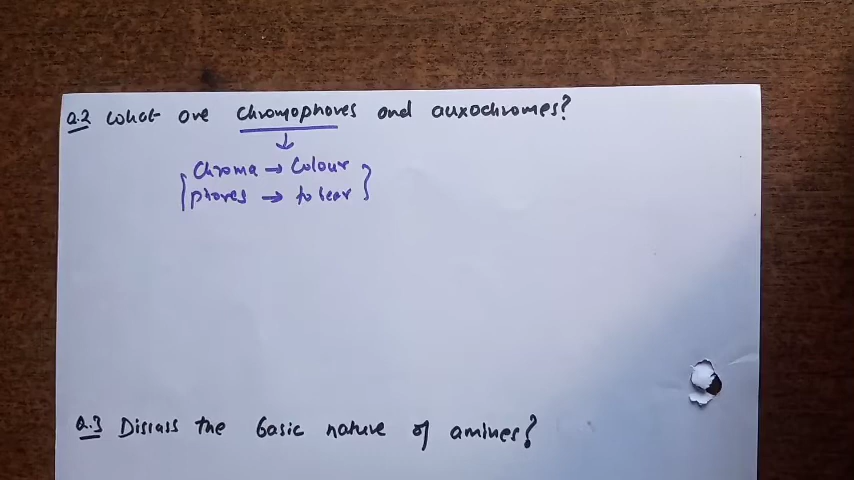 Q.2 What are chromophores and auxochromes?
Chroma → Colour
phores → to bear
Q.3 Discuss the basic nature of amines?